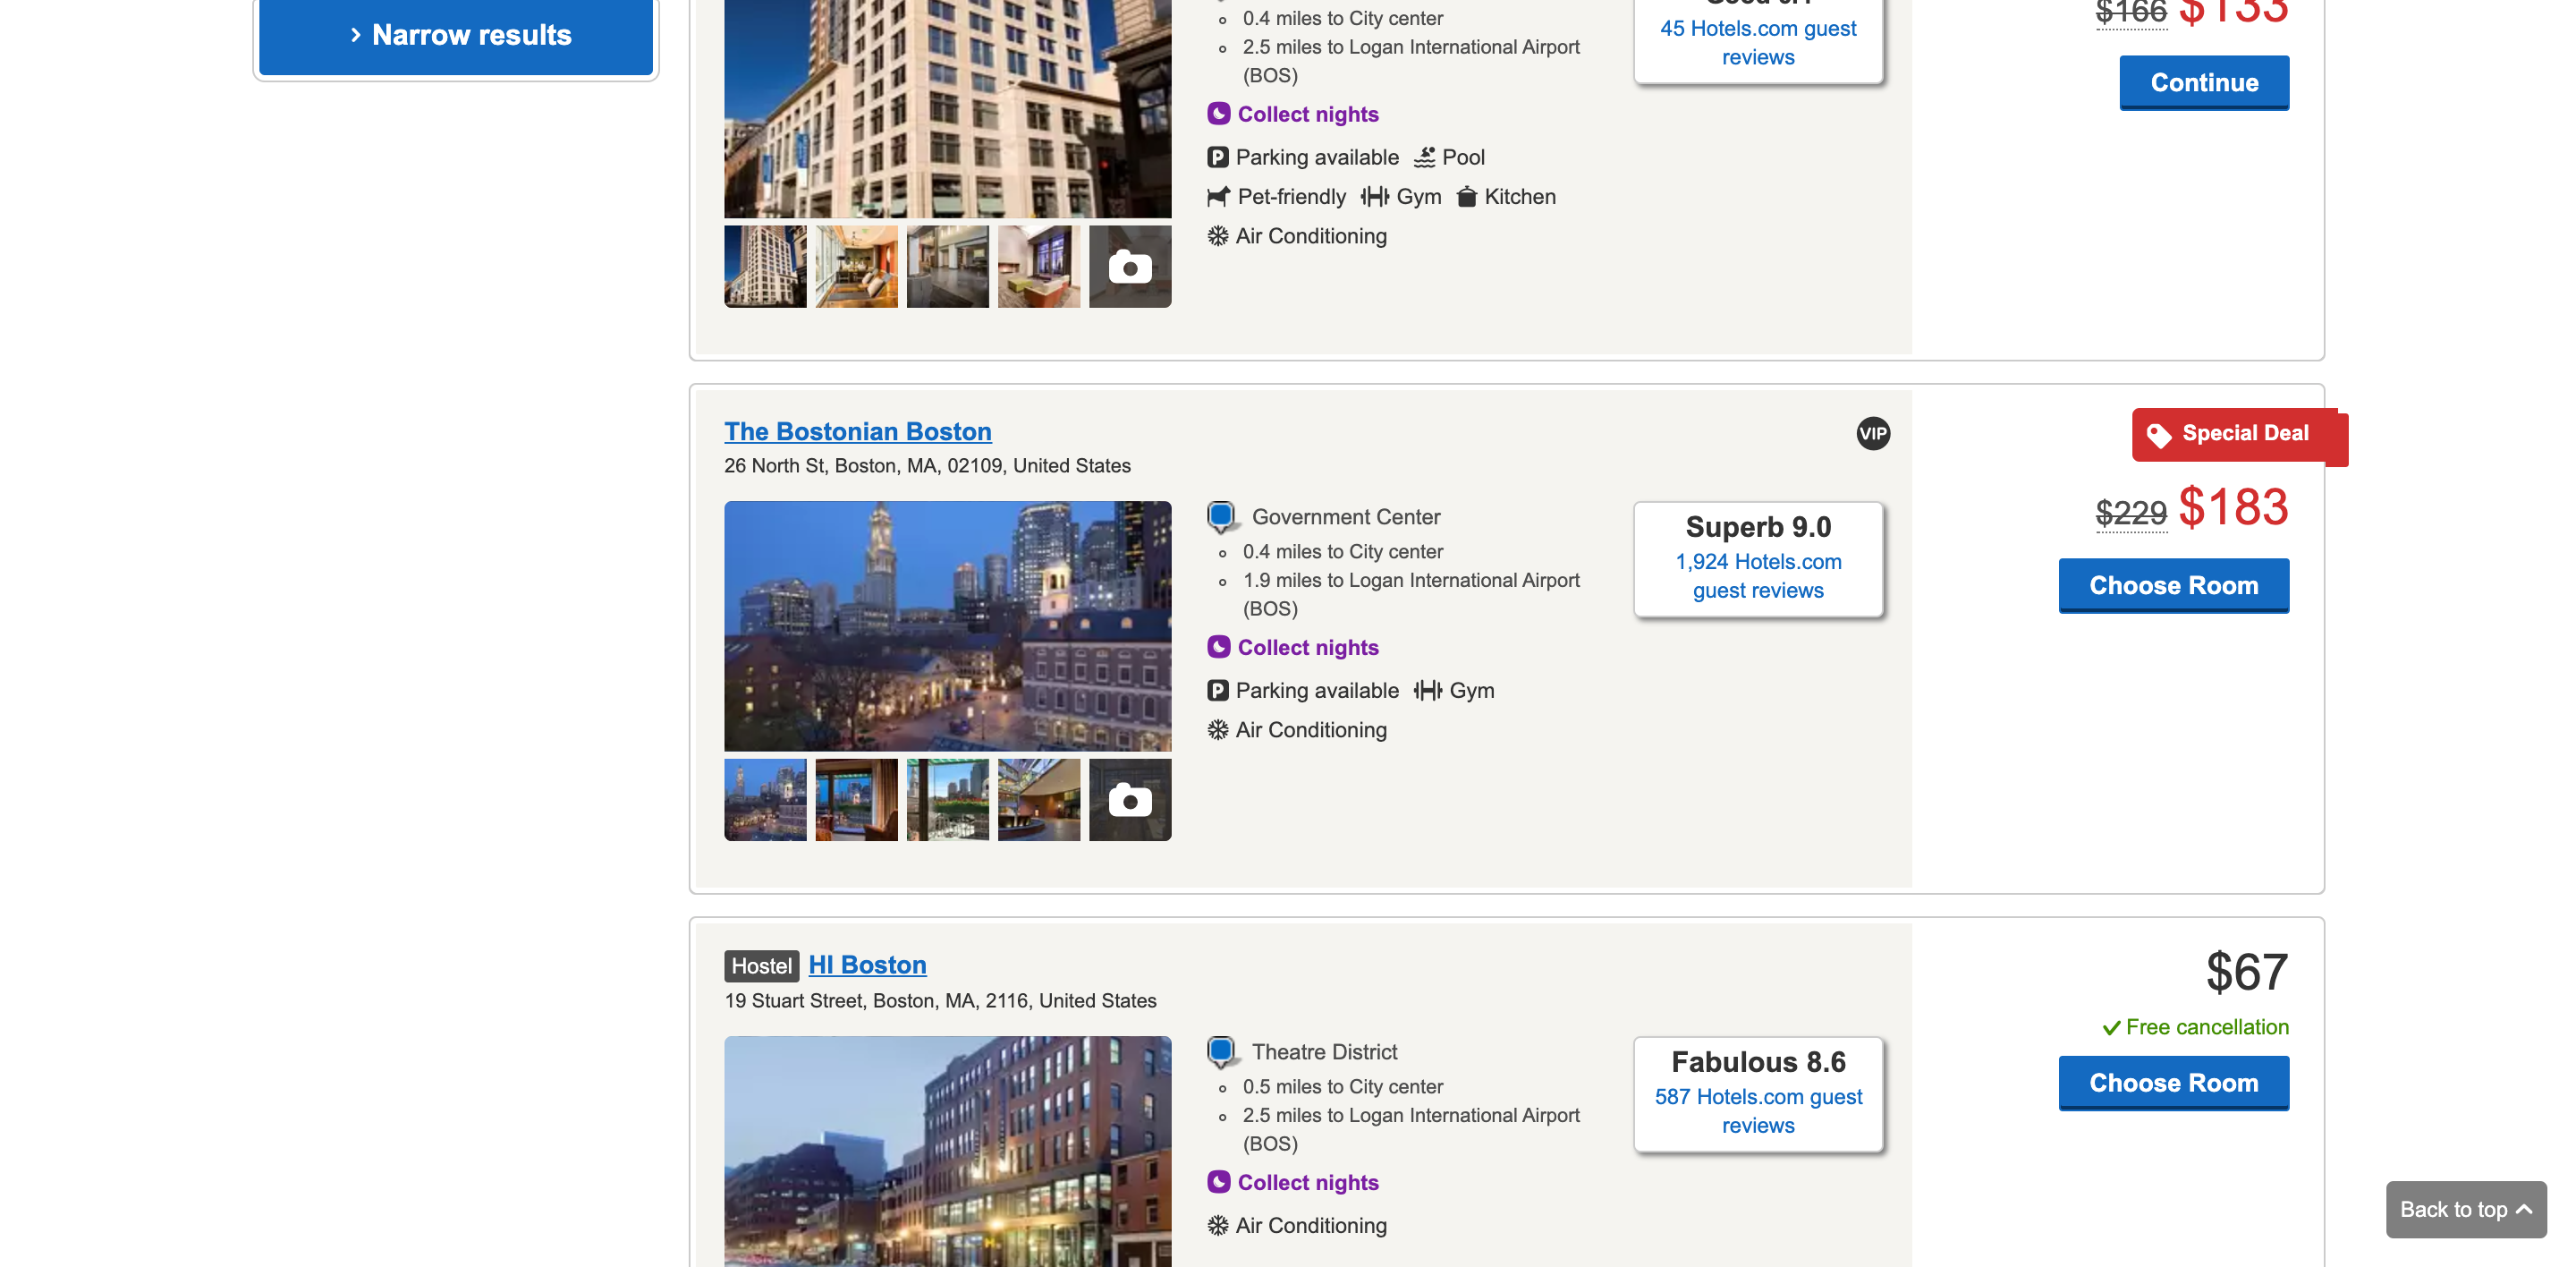 Narrow results
0.4 miles to City center
2.5 miles to Logan International Airport
(BOS)
Collect nights
Parking available Pool
Pet-friendly Gym Kitchen
Air Conditioning
45 Hotels.com guest
reviews
$166 $133
Continue
The Bostonian Boston
VIP
26 North St, Boston, MA, 02109, United States
Government Center
0.4 miles to City center
1.9 miles to Logan International Airport
(BOS)
Collect nights
Parking available Gym
Air Conditioning
Superb 9.0
1,924 Hotels.com
guest reviews
Special Deal
$229 $183
Choose Room
Hostel HI Boston
19 Stuart Street, Boston, MA, 2116, United States
Theatre District
0.5 miles to City center
2.5 miles to Logan International Airport
(BOS)
Collect nights
Air Conditioning
Fabulous 8.6
587 Hotels.com guest
reviews
$67
Free cancellation
Choose Room
Back to top